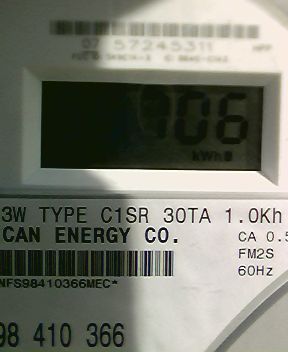 07 57245311
906
kWh
3W TYPE C1SR 30TA 1.0Kh
CAN ENERGY CO.
CA 0.5
FM2S
60Hz
NFS98410366MEC*
98 410 366